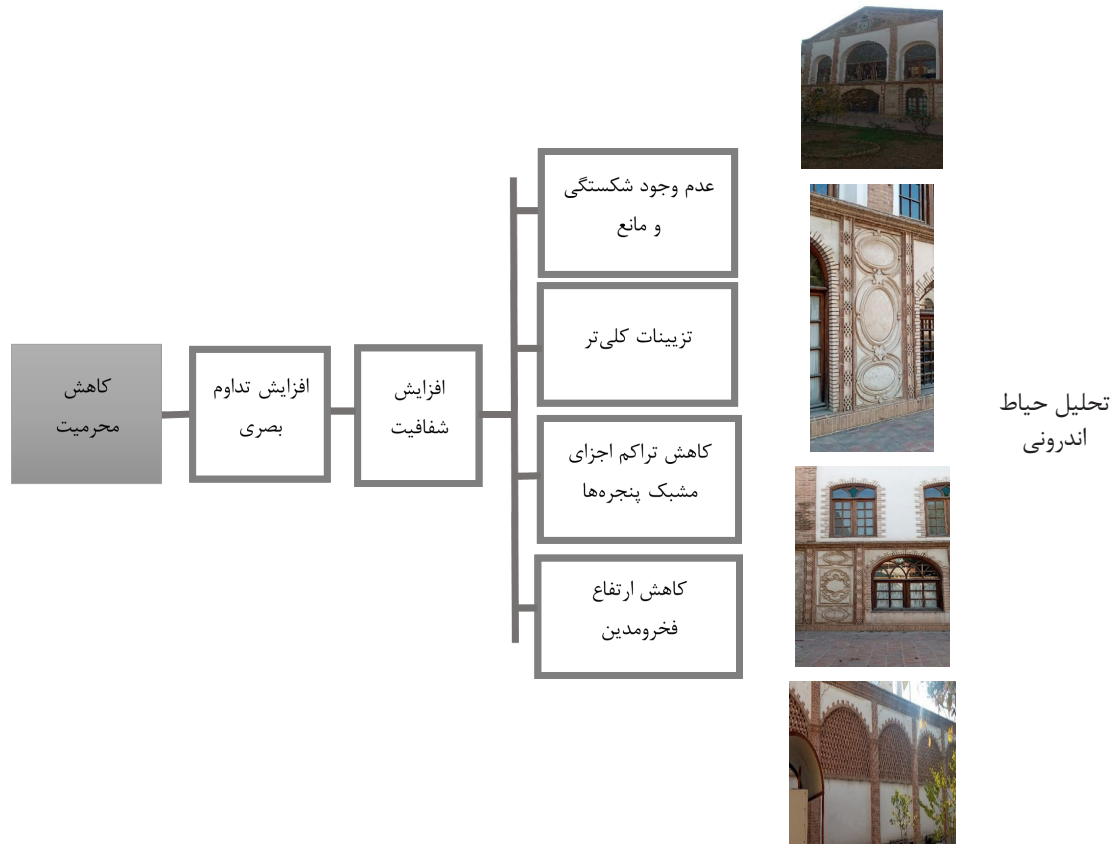 تحلیل حیاط
اندرونی
عدم وجود شکستگی
و مانع
تزیینات کلی‌تر
کاهش تراکم اجزای
مشبک پنجره‌ها
کاهش ارتفاع
فخرومدین
افزایش
شفافیت
افزایش تداوم
بصری
کاهش
محرمیت